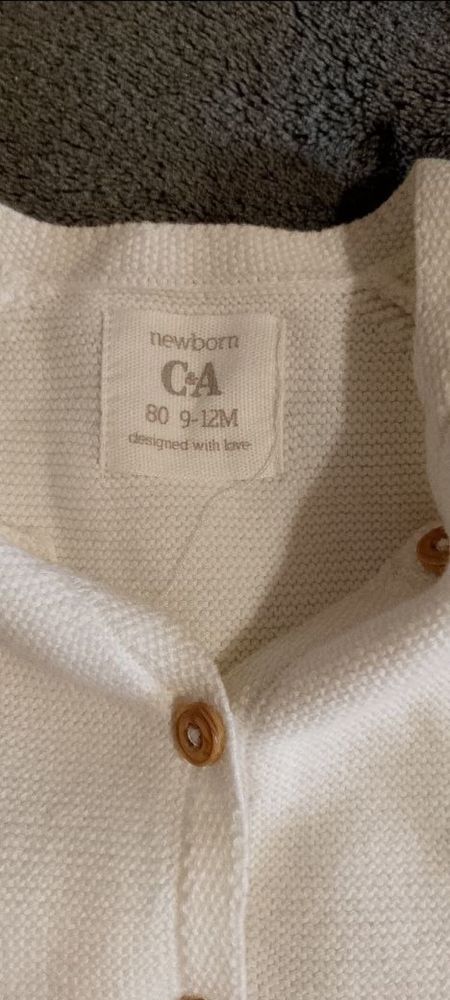 newborn
C&A
80 9-12M
designed with love